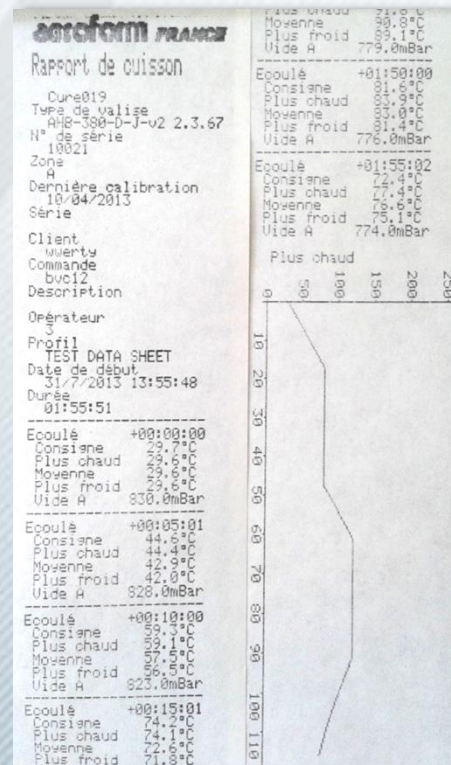 aeroform FRANCE
Rapport de cuisson
Cure019
Type de valise
AHB-380-D-J-v2 2.3.67
N° de série
10021
Zone
A
Dernière calibration
10/04/2013
Série
Client
wwerty
Commande
bvc12
Description
Opérateur
3
Profil
TEST DATA SHEET
Date de début
31/7/2013 13:55:48
Durée
01:55:51
Ecoulé +00:00:00
Consigne 29.7°C
Plus chaud 29.6°C
Moyenne 29.6°C
Plus froid 29.6°C
Vide A 830.0mBar
Ecoulé +00:05:01
Consigne 44.6°C
Plus chaud 44.4°C
Moyenne 42.9°C
Plus froid 42.0°C
Vide A 828.0mBar
Ecoulé +00:10:00
Consigne 59.3°C
Plus chaud 59.1°C
Moyenne 57.5°C
Plus froid 56.5°C
Vide A 823.0mBar
Ecoulé +00:15:01
Consigne 74.2°C
Plus chaud 74.1°C
Moyenne 72.6°C
Plus froid 71.8°C
Plus chaud 91.8°C
Moyenne 90.8°C
Plus froid 89.1°C
Vide A 779.0mBar
Ecoulé +01:50:00
Consigne 81.6°C
Plus chaud 83.9°C
Moyenne 83.0°C
Plus froid 81.4°C
Vide A 776.0mBar
Ecoulé +01:55:02
Consigne 72.4°C
Plus chaud 77.4°C
Moyenne 76.6°C
Plus froid 75.1°C
Vide A 774.0mBar
Plus chaud
0 50 100 150 200 250
10
20
30
40
50
60
70
80
90
100
110